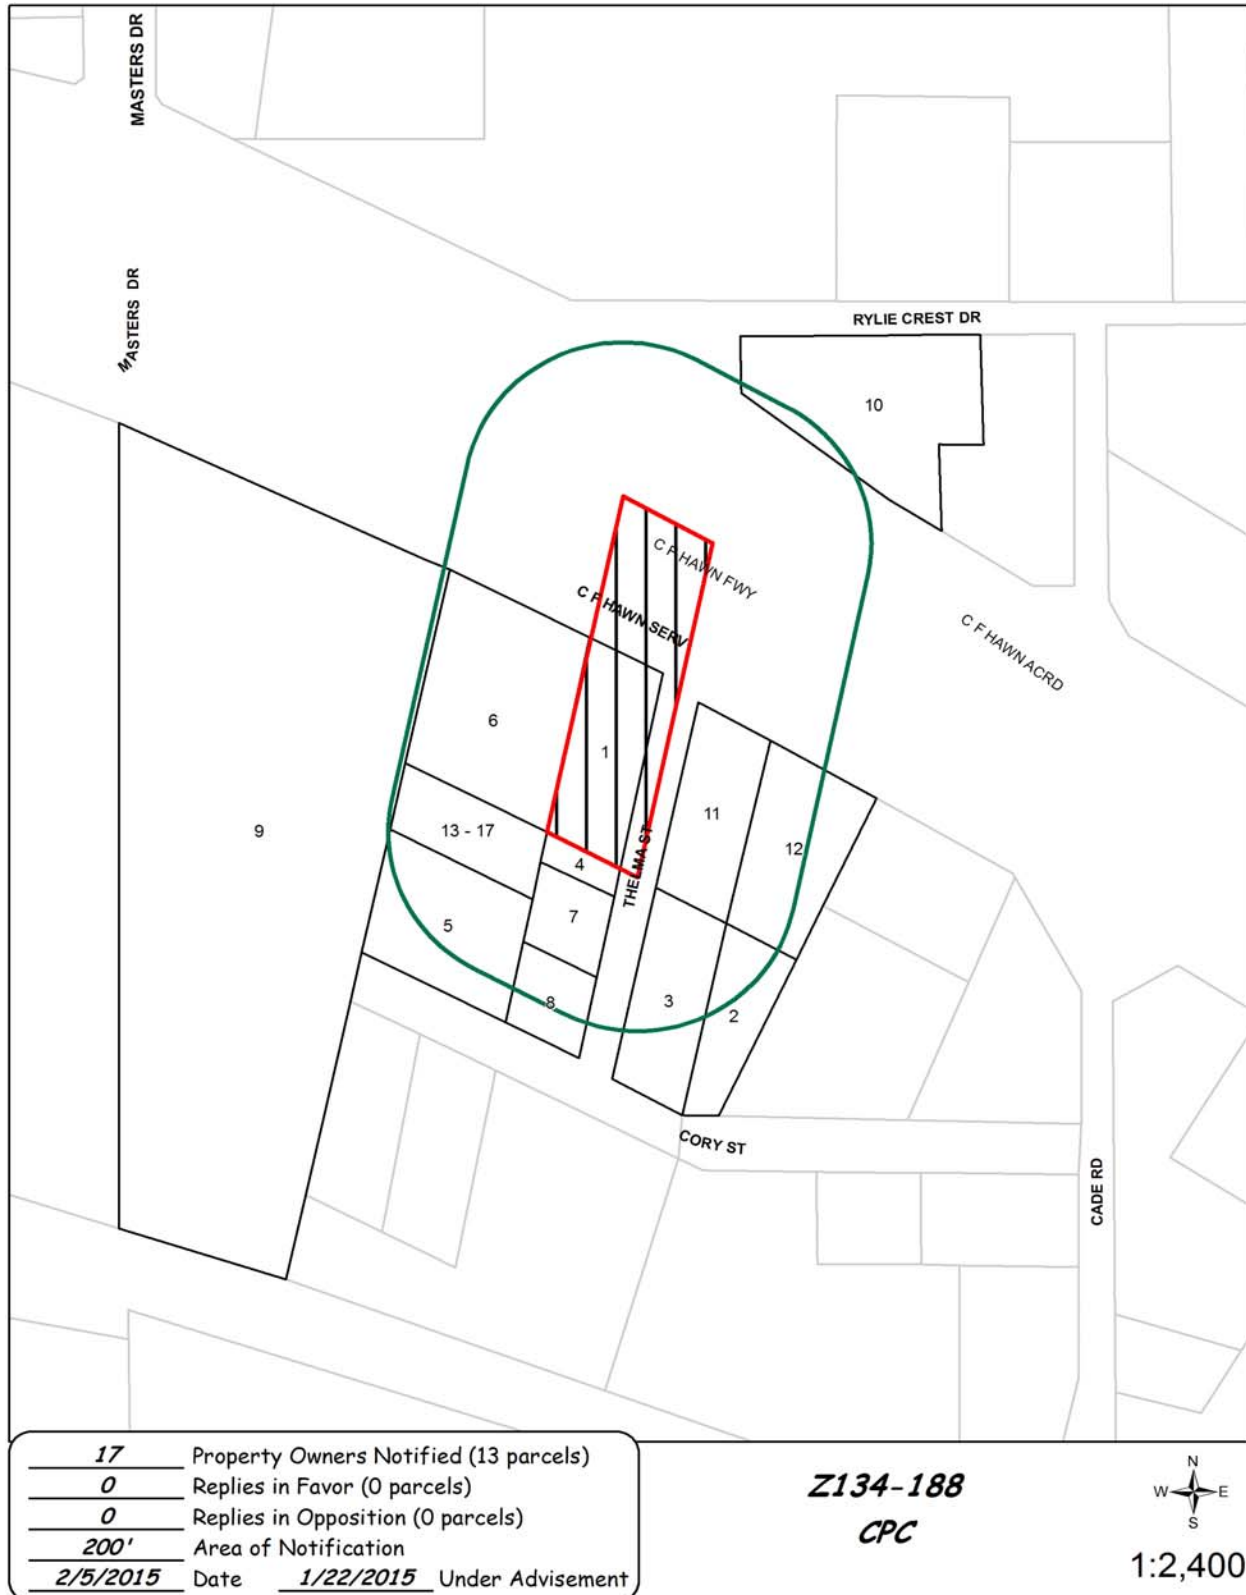 MASTERS DR
MASTERS DR
RYLIE CREST DR
10
C F HAWN FWY
C F HAWN SERV
C F HAWN ACRD
6
1
11
9
13 - 17
12
4
THELMA ST
7
5
8
3
2
CORY ST
CADE RD
17 Property Owners Notified (13 parcels)
0 Replies in Favor (0 parcels)
0 Replies in Opposition (0 parcels)
200' Area of Notification
2/5/2015 Date 1/22/2015 Under Advisement
Z134-188
CPC
N
W E
S
1:2,400